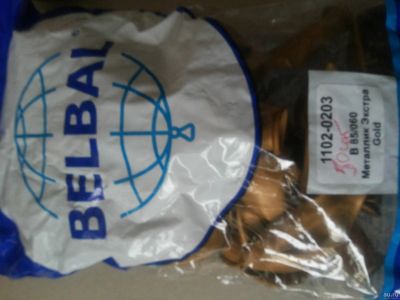 BELBAL
®
1102-0203
В 85/060
Металлик Экстра
Gold